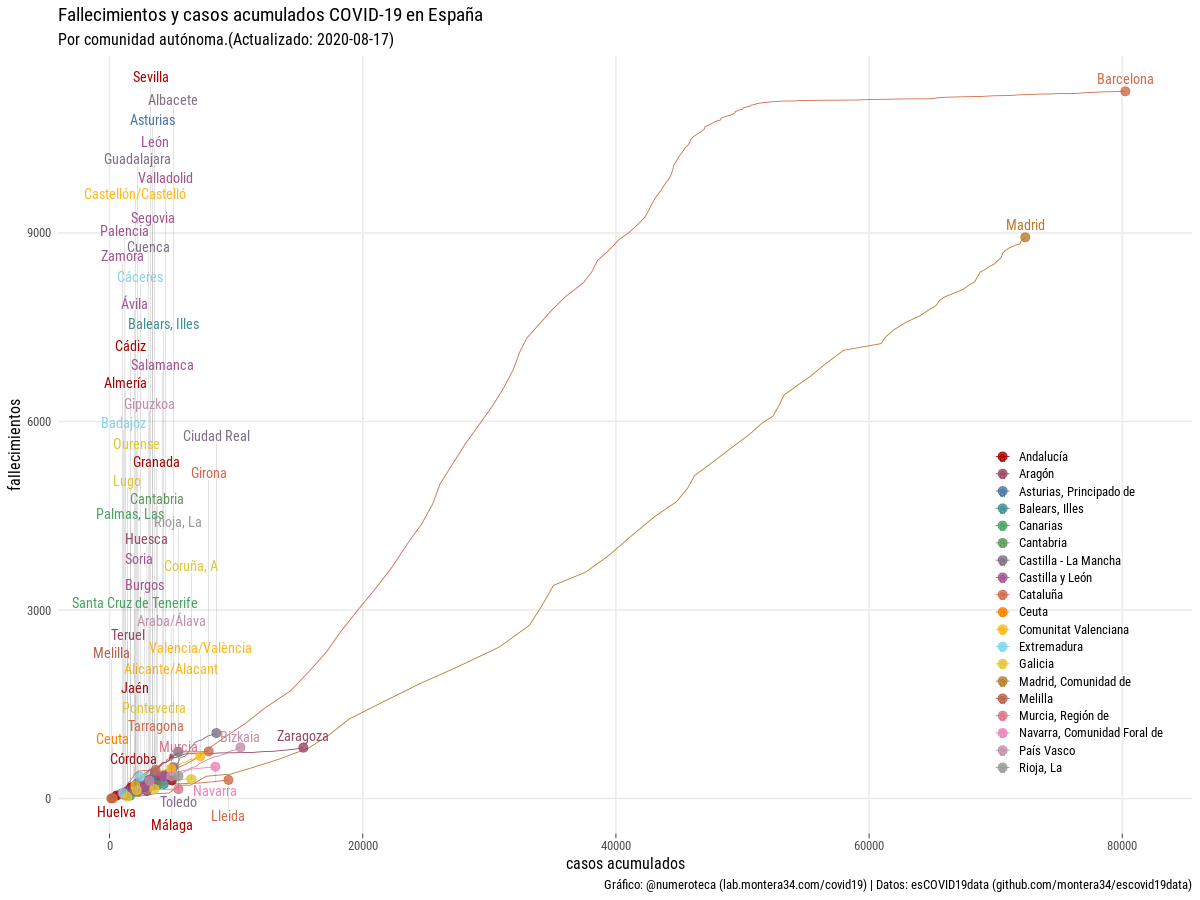 Fallecimientos y casos acumulados COVID-19 en España
Por comunidad autónoma.(Actualizado: 2020-08-17)
Sevilla
Barcelona
Albacete
Asturias
León
Guadalajara
Valladolid
Castellón/Castelló
Segovia
Madrid
Palencia
9000
Cuenca
Zamora
Cáceres
Ávila
Balears, Illes
Cádiz
Salamanca
Almería
Gipuzkoa
Badajoz
6000
Ciudad Real
Ourense
Granada
Girona
Lugo
Cantabria
Palmas, Las
Rioja, La
Huesca
Soria
Coruña, A
Burgos
Santa Cruz de Tenerife
3000
Araba/Álava
Teruel
Valencia/València
Melilla
Alicante/Alacant
Jaén
Pontevedra
Tarragona
Ceuta
Bizkaia
Zaragoza
Murcia
Córdoba
Navarra
0
Toledo
Huelva
Lleida
Málaga
fallecimientos
Andalucía
Aragón
Asturias, Principado de
Balears, Illes
Canarias
Cantabria
Castilla - La Mancha
Castilla y León
Cataluña
Ceuta
Comunitat Valenciana
Extremadura
Galicia
Madrid, Comunidad de
Melilla
Murcia, Región de
Navarra, Comunidad Foral de
País Vasco
Rioja, La
0 20000 40000 60000 80000
casos acumulados
Gráfico: @numeroteca (lab.montera34.com/covid19) | Datos: esCOVID19data (github.com/montera34/escovid19data)